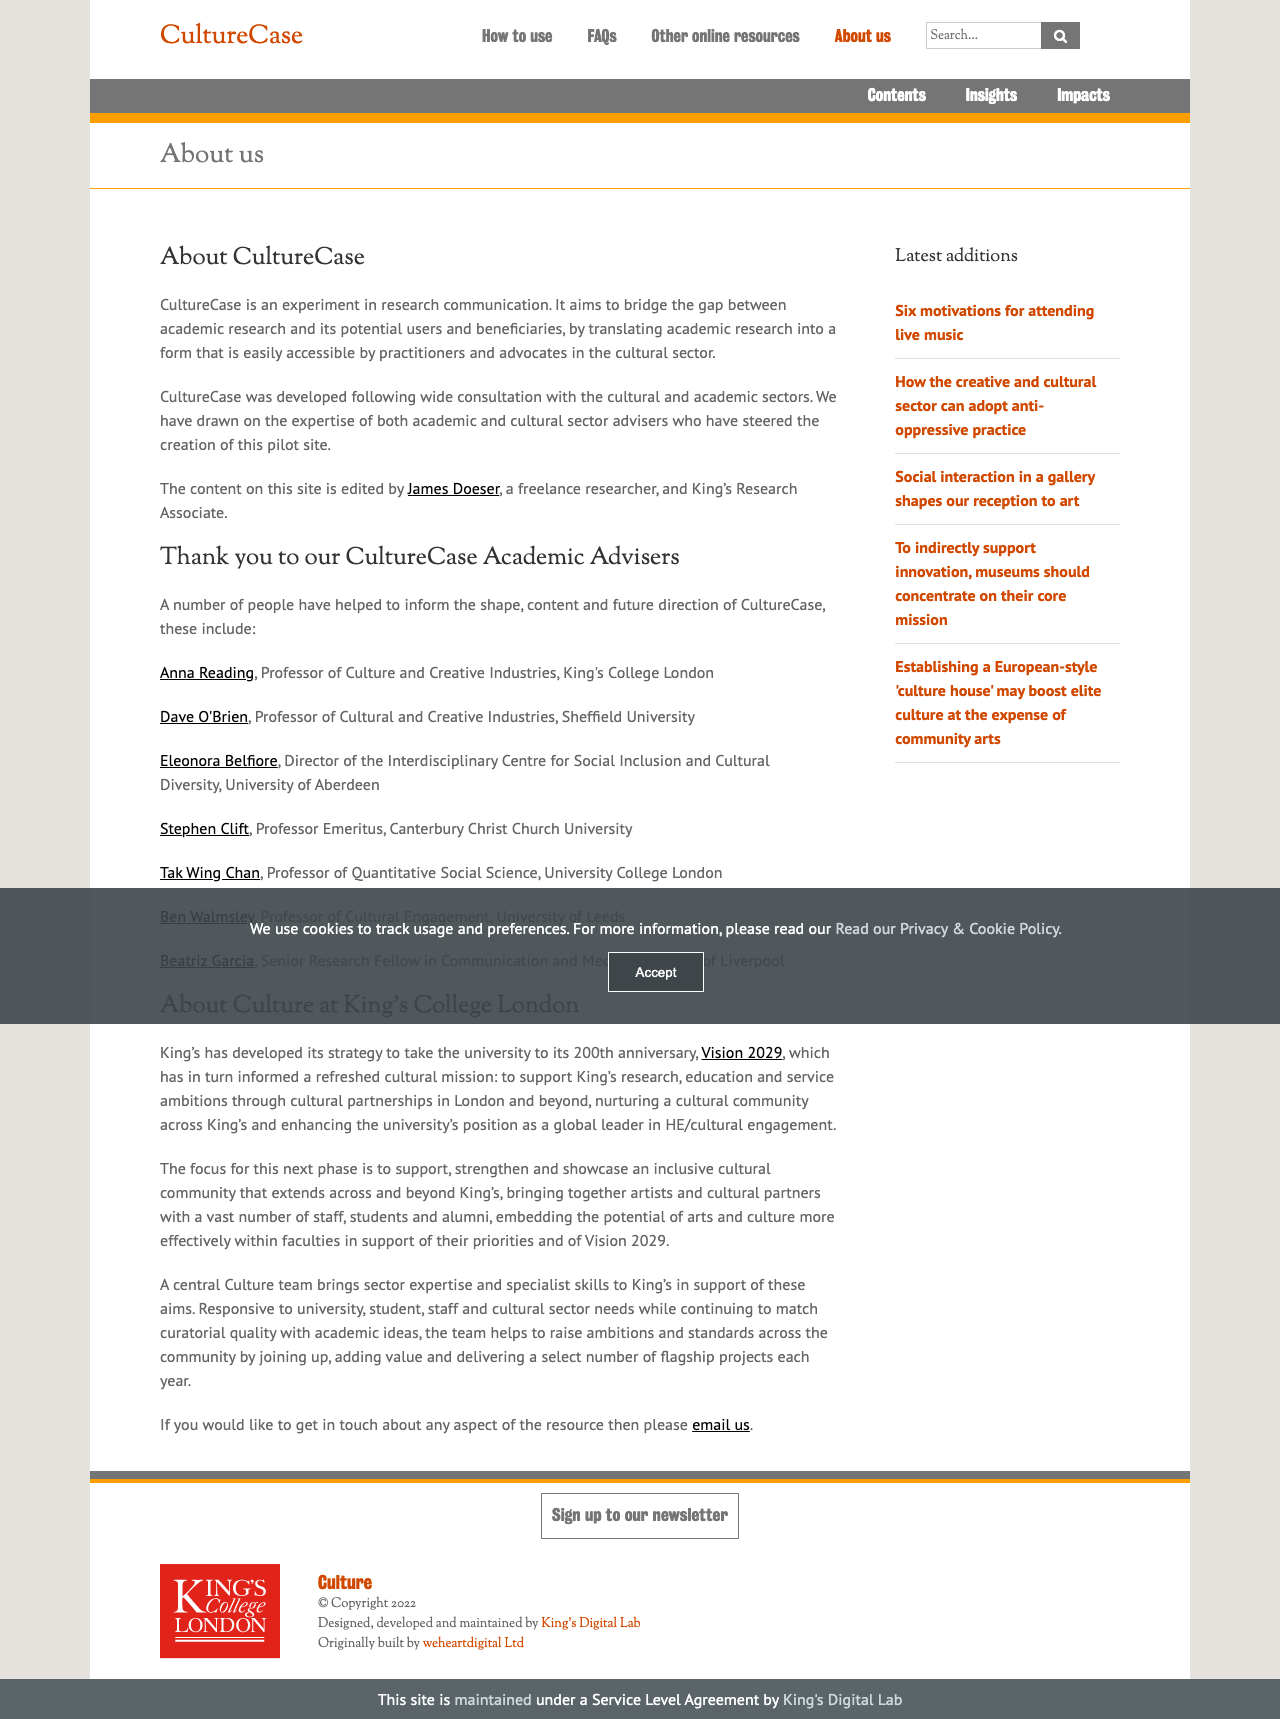 CultureCase
How to use
FAQs
Other online resources
About us
Search...
Contents
Insights
Impacts
About us
About CultureCase
CultureCase is an experiment in research communication. It aims to bridge the gap between
academic research and its potential users and beneficiaries, by translating academic research into a
form that is easily accessible by practitioners and advocates in the cultural sector.
CultureCase was developed following wide consultation with the cultural and academic sectors. We
have drawn on the expertise of both academic and cultural sector advisers who have steered the
creation of this pilot site.
The content on this site is edited by James Doeser, a freelance researcher, and King’s Research
Associate.
Thank you to our CultureCase Academic Advisers
A number of people have helped to inform the shape, content and future direction of CultureCase,
these include:
Anna Reading, Professor of Culture and Creative Industries, King's College London
Dave O'Brien, Professor of Cultural and Creative Industries, Sheffield University
Eleonora Belfiore, Director of the Interdisciplinary Centre for Social Inclusion and Cultural
Diversity, University of Aberdeen
Stephen Clift, Professor Emeritus, Canterbury Christ Church University
Tak Wing Chan, Professor of Quantitative Social Science, University College London
Ben Walmsley, Professor of Cultural Engagement, University of Leeds
We use cookies to track usage and preferences. For more information, please read our Read our Privacy & Cookie Policy.
Beatriz Garcia, Senior Research Fellow in Communication and Me of Liverpool
Accept
About Culture at King’s College London
King’s has developed its strategy to take the university to its 200th anniversary, Vision 2029, which
has in turn informed a refreshed cultural mission: to support King’s research, education and service
ambitions through cultural partnerships in London and beyond, nurturing a cultural community
across King’s and enhancing the university’s position as a global leader in HE/cultural engagement.
The focus for this next phase is to support, strengthen and showcase an inclusive cultural
community that extends across and beyond King’s, bringing together artists and cultural partners
with a vast number of staff, students and alumni, embedding the potential of arts and culture more
effectively within faculties in support of their priorities and of Vision 2029.
A central Culture team brings sector expertise and specialist skills to King’s in support of these
aims. Responsive to university, student, staff and cultural sector needs while continuing to match
curatorial quality with academic ideas, the team helps to raise ambitions and standards across the
community by joining up, adding value and delivering a select number of flagship projects each
year.
If you would like to get in touch about any aspect of the resource then please email us.
Latest additions
Six motivations for attending
live music
How the creative and cultural
sector can adopt anti-
oppressive practice
Social interaction in a gallery
shapes our reception to art
To indirectly support
innovation, museums should
concentrate on their core
mission
Establishing a European-style
'culture house' may boost elite
culture at the expense of
community arts
Sign up to our newsletter
KING'S
College
LONDON
Culture
© Copyright 2022
Designed, developed and maintained by King's Digital Lab
Originally built by weheartdigital Ltd
This site is maintained under a Service Level Agreement by King's Digital Lab